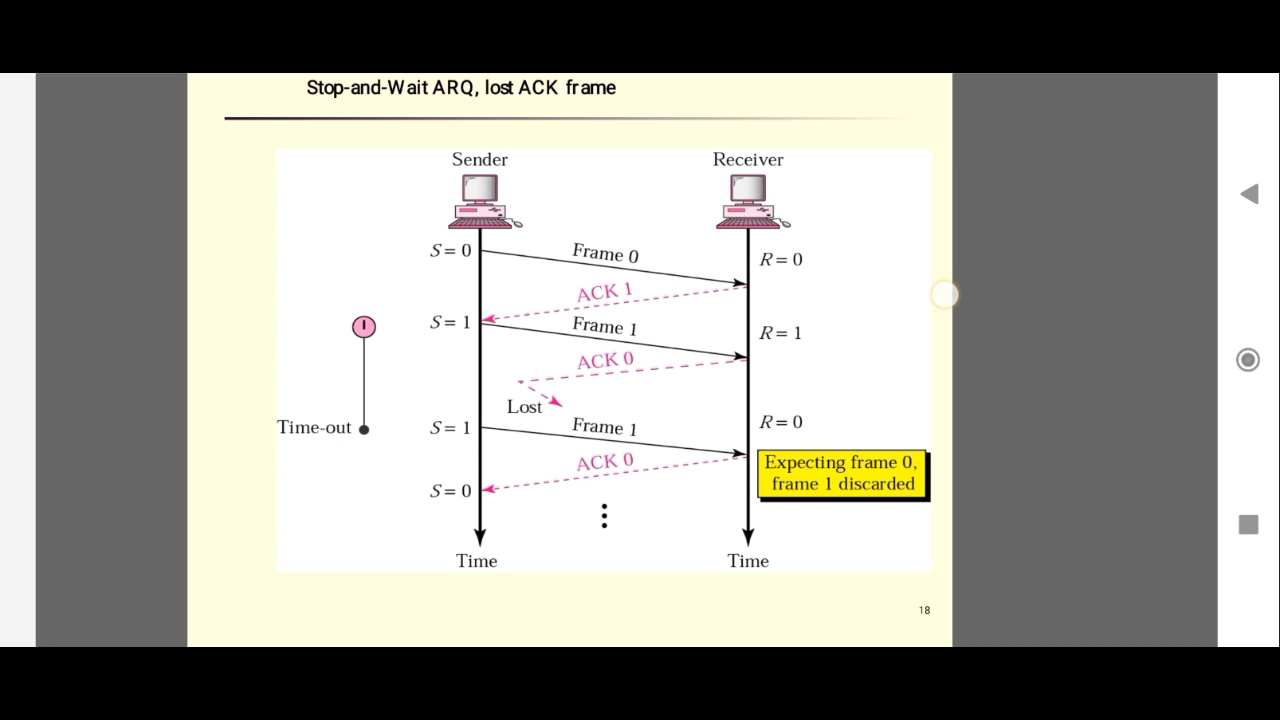 Stop-and-Wait ARQ, lost ACK frame
Sender
Receiver
S = 0
Frame 0
R = 0
ACK 1
S = 1
Frame 1
R = 1
ACK 0
Lost
Time-out
S = 1
Frame 1
R = 0
ACK 0
Expecting frame 0,
frame 1 discarded
S = 0
Time
Time
18